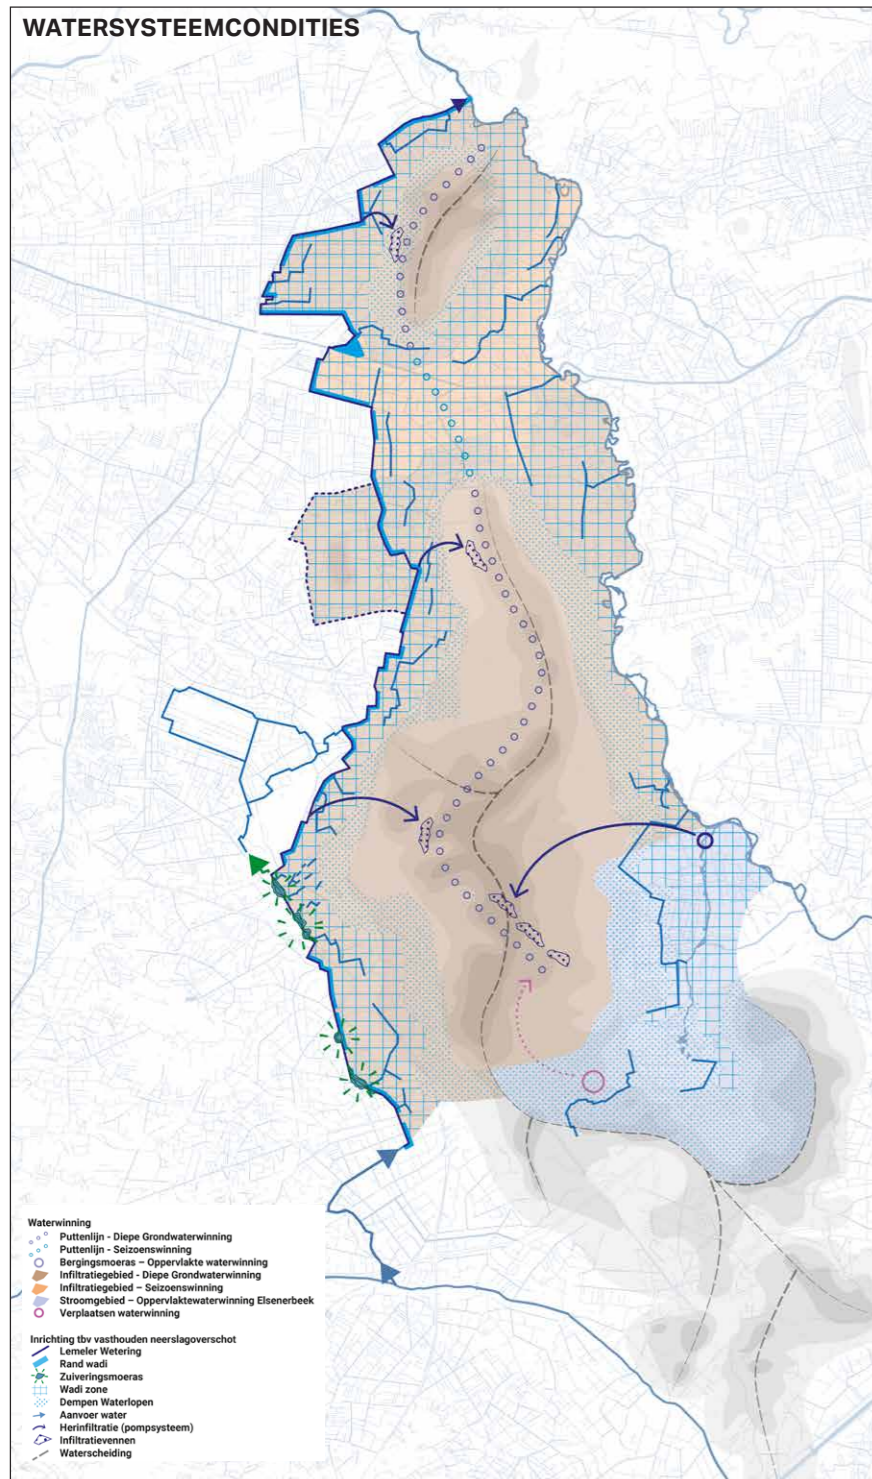 WATERSYSTEEMCONDITIES
Waterwinning
Puttenlijn - Diepe Grondwaterwinning
Puttenlijn - Seizoenswinning
Bergingsmoeras – Oppervlakte waterwinning
Infiltratiegebied - Diepe Grondwaterwinning
Infiltratiegebied – Seizoenswinning
Stroomgebied – Oppervlaktewaterwinning Elsenerbeek
Verplaatsen waterwinning
Inrichting tbv vasthouden neerslagoverschot
Lemeler Wetering
Rand wadi
Zuiveringsmoeras
Wadi zone
Dempen Waterlopen
Aanvoer water
Herinfiltratie (pompsysteem)
Infiltratievennen
Waterscheiding